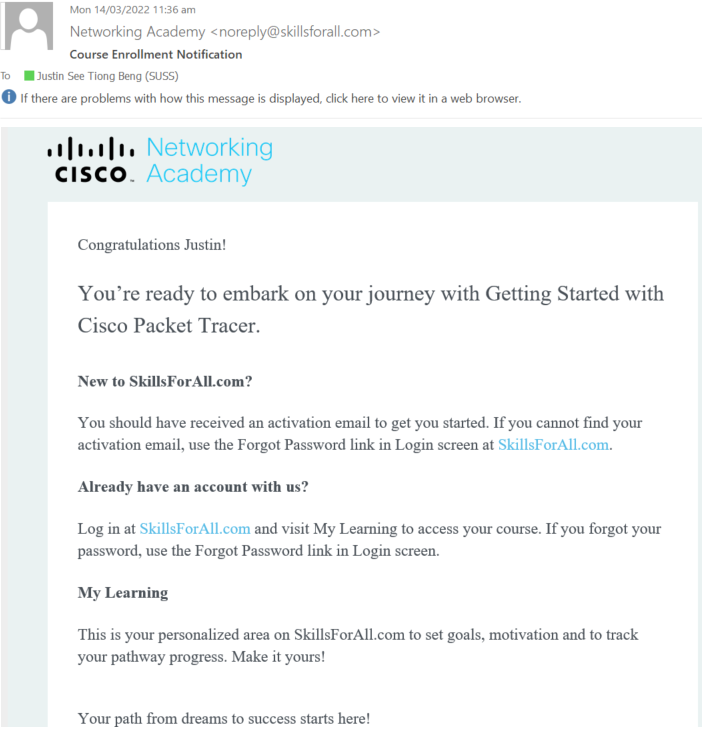 Mon 14/03/2022 11:36 am
Networking Academy <noreply@skillsforall.com>
Course Enrollment Notification
To Justin See Tiong Beng (SUSS)
If there are problems with how this message is displayed, click here to view it in a web browser.
CISCO Networking Academy
Congratulations Justin!
You're ready to embark on your journey with Getting Started with
Cisco Packet Tracer.
New to SkillsForAll.com?
You should have received an activation email to get you started. If you cannot find your
activation email, use the Forgot Password link in Login screen at SkillsForAll.com.
Already have an account with us?
Log in at SkillsForAll.com and visit My Learning to access your course. If you forgot your
password, use the Forgot Password link in Login screen.
My Learning
This is your personalized area on SkillsForAll.com to set goals, motivation and to track
your pathway progress. Make it yours!
Your path from dreams to success starts here!